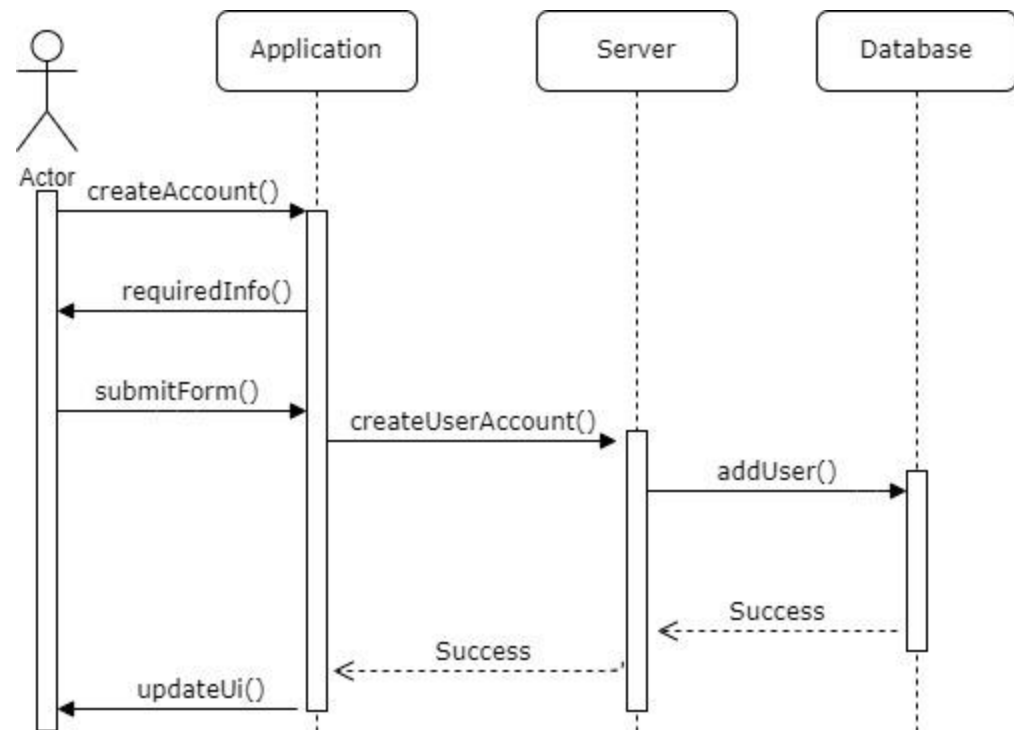 Application
Server
Database
Actor
createAccount()
requiredInfo()
submitForm()
createUserAccount()
addUser()
Success
Success
updateUi()